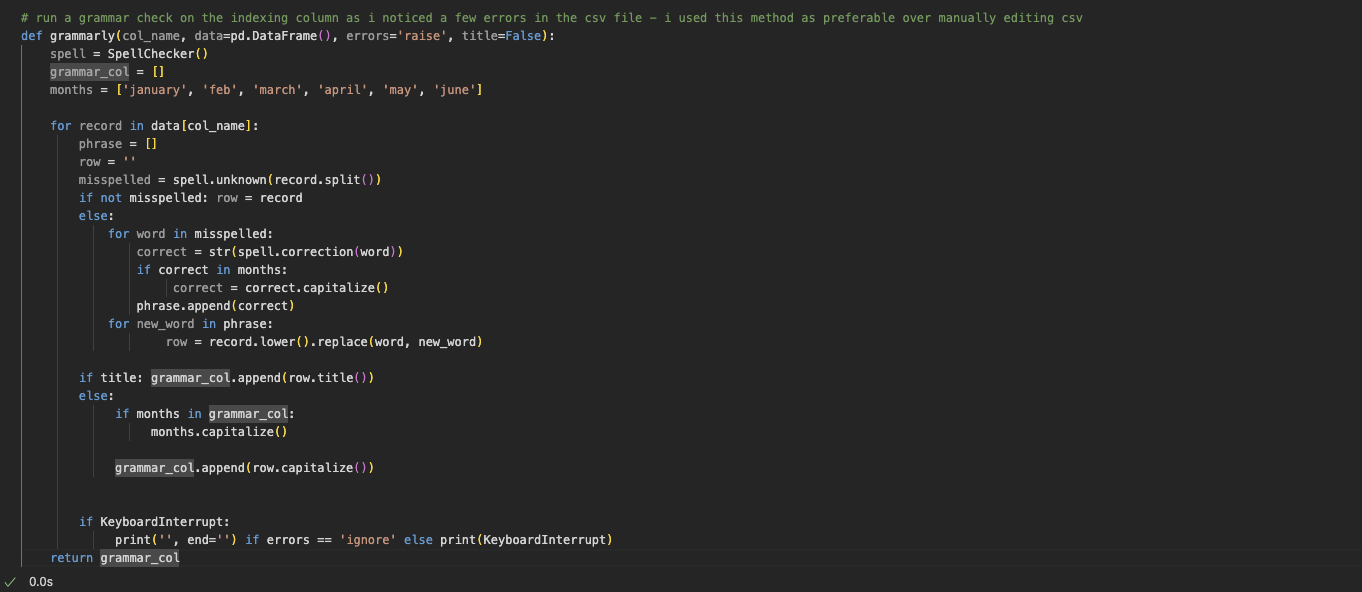 # run a grammar check on the indexing column as i noticed a few errors in the csv file - i used this method as preferable over manually editing csv
def grammarly(col_name, data=pd.DataFrame(), errors='raise', title=False):
    spell = SpellChecker()
    grammar_col = []
    months = ['january', 'feb', 'march', 'april', 'may', 'june']

    for record in data[col_name]:
        phrase = []
        row = ''
        misspelled = spell.unknown(record.split())
        if not misspelled: row = record
        else:
            for word in misspelled:
                correct = str(spell.correction(word))
                if correct in months:
                     correct = correct.capitalize()
                phrase.append(correct)
            for new_word in phrase:
                    row = record.lower().replace(word, new_word)

        if title: grammar_col.append(row.title())
        else:
             if months in grammar_col:
                  months.capitalize()

             grammar_col.append(row.capitalize())


        if KeyboardInterrupt:
             print('', end='') if errors == 'ignore' else print(KeyboardInterrupt)
    return grammar_col
0.0s